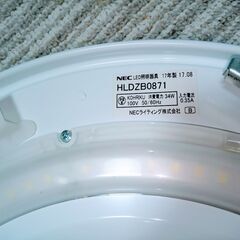 NEC LED照明器具 17年製 17.08
HLDZB0871
KOHRKU 消費電力 34W 入力電流
100V 50/60Hz 0.35A
NECライティング株式会社